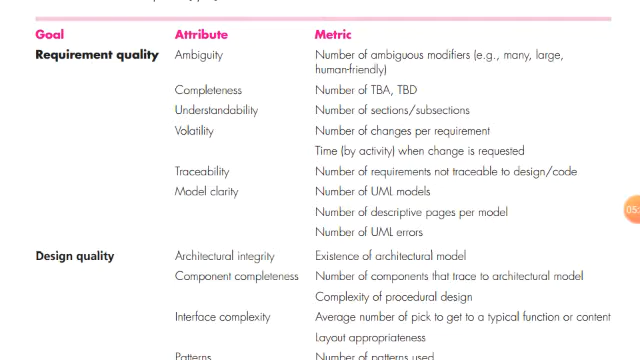 Goal Attribute Metric
Requirement quality Ambiguity Number of ambiguous modifiers (e.g., many, large,
human-friendly)
Completeness Number of TBA, TBD
Understandability Number of sections/subsections
Volatility Number of changes per requirement
Time (by activity) when change is requested
Traceability Number of requirements not traceable to design/code
Model clarity Number of UML models
Number of descriptive pages per model
Number of UML errors
Design quality Architectural integrity Existence of architectural model
Component completeness Number of components that trace to architectural model
Complexity of procedural design
Interface complexity Average number of pick to get to a typical function or content
Layout appropriateness
Patterns Number of patterns used